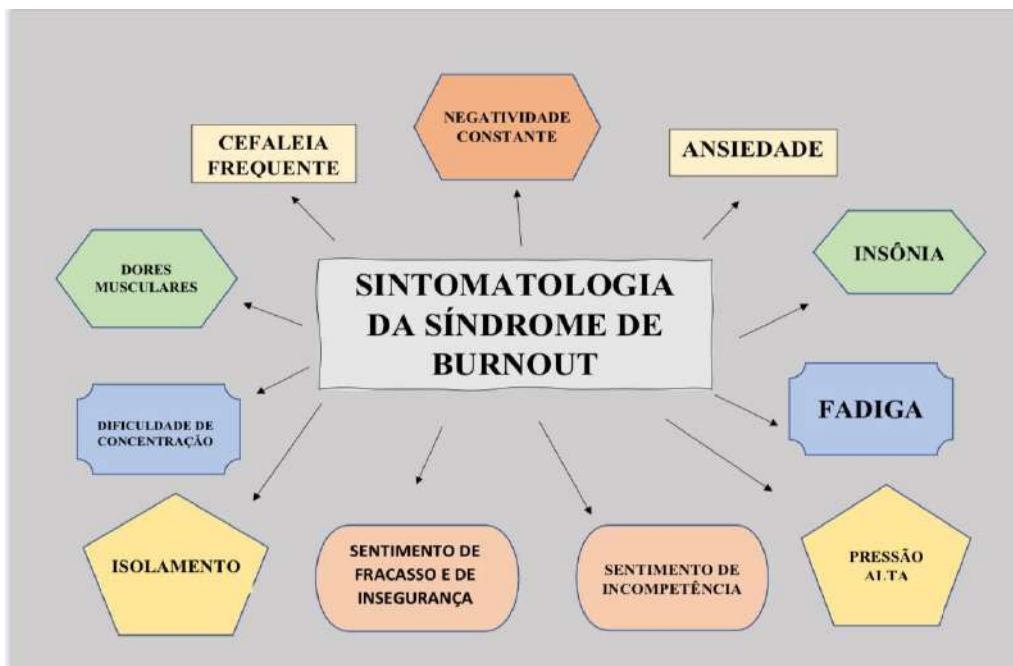 NEGATIVIDADE
CONSTANTE
CEFALEIA
FREQUENTE
ANSIEDADE
DORES
MUSCULARES
INSÔNIA
SINTOMATOLOGIA
DA SÍNDROME DE
BURNOUT
DIFICULDADE DE
CONCENTRAÇÃO
FADIGA
ISOLAMENTO
SENTIMENTO DE
FRACASSO E DE
INSEGURANÇA
SENTIMENTO DE
INCOMPETÊNCIA
PRESSÃO
ALTA